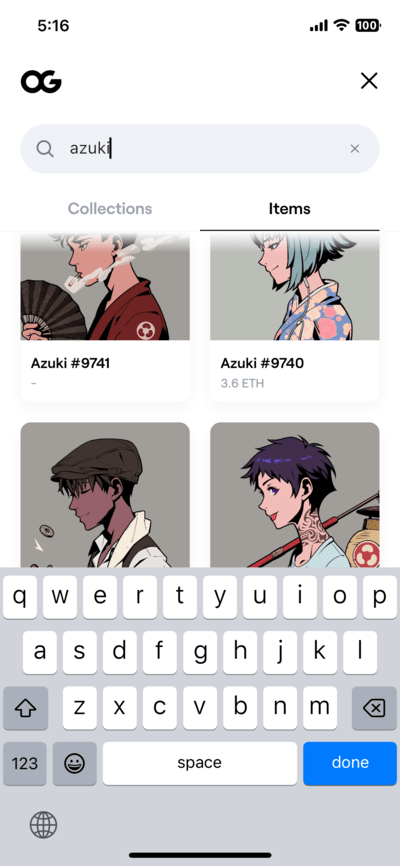 5:16
100
OG
azuki
Collections Items
Azuki #9741 Azuki #9740
- 3.6 ETH
q w e r t y u i o p
a s d f g h j k l
z x c v b n m
123 space done